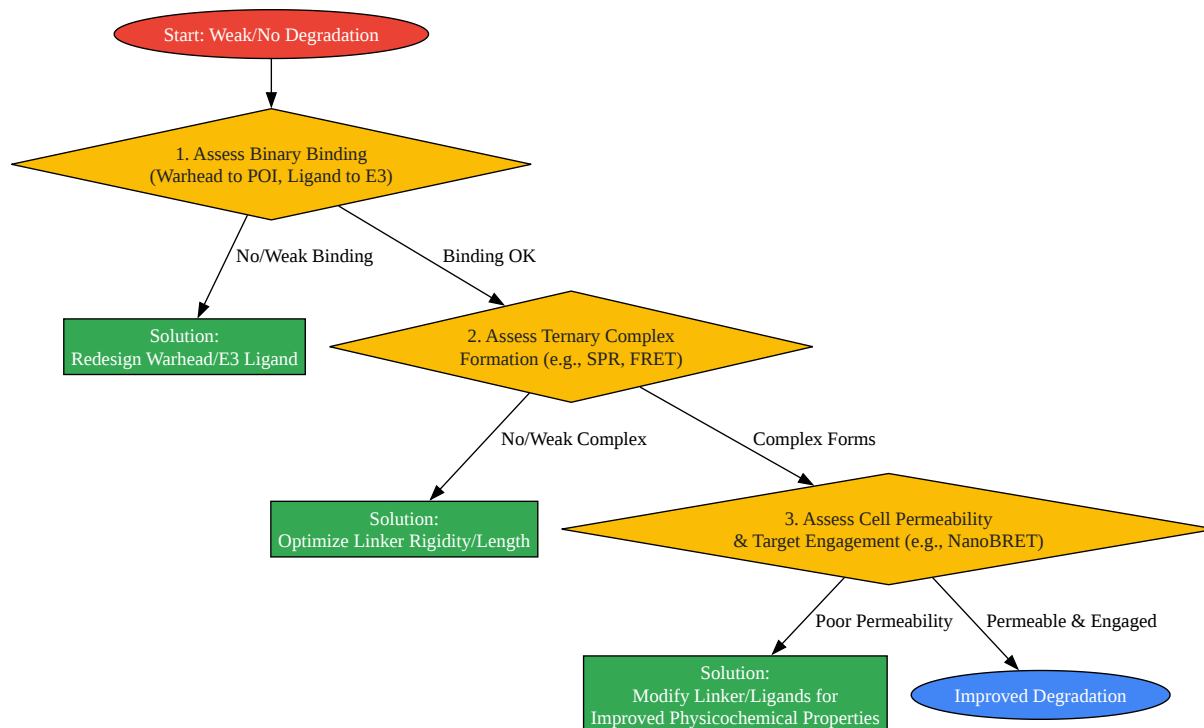 Start: Weak/No Degradation
1. Assess Binary Binding
(Warhead to POI, Ligand to E3)
No/Weak Binding
Binding OK
Solution:
Redesign Warhead/E3 Ligand
2. Assess Ternary Complex
Formation (e.g., SPR, FRET)
No/Weak Complex
Complex Forms
Solution:
Optimize Linker Rigidity/Length
3. Assess Cell Permeability
& Target Engagement (e.g., NanoBRET)
Poor Permeability
Permeable & Engaged
Solution:
Modify Linker/Ligands for
Improved Physicochemical Properties
Improved Degradation